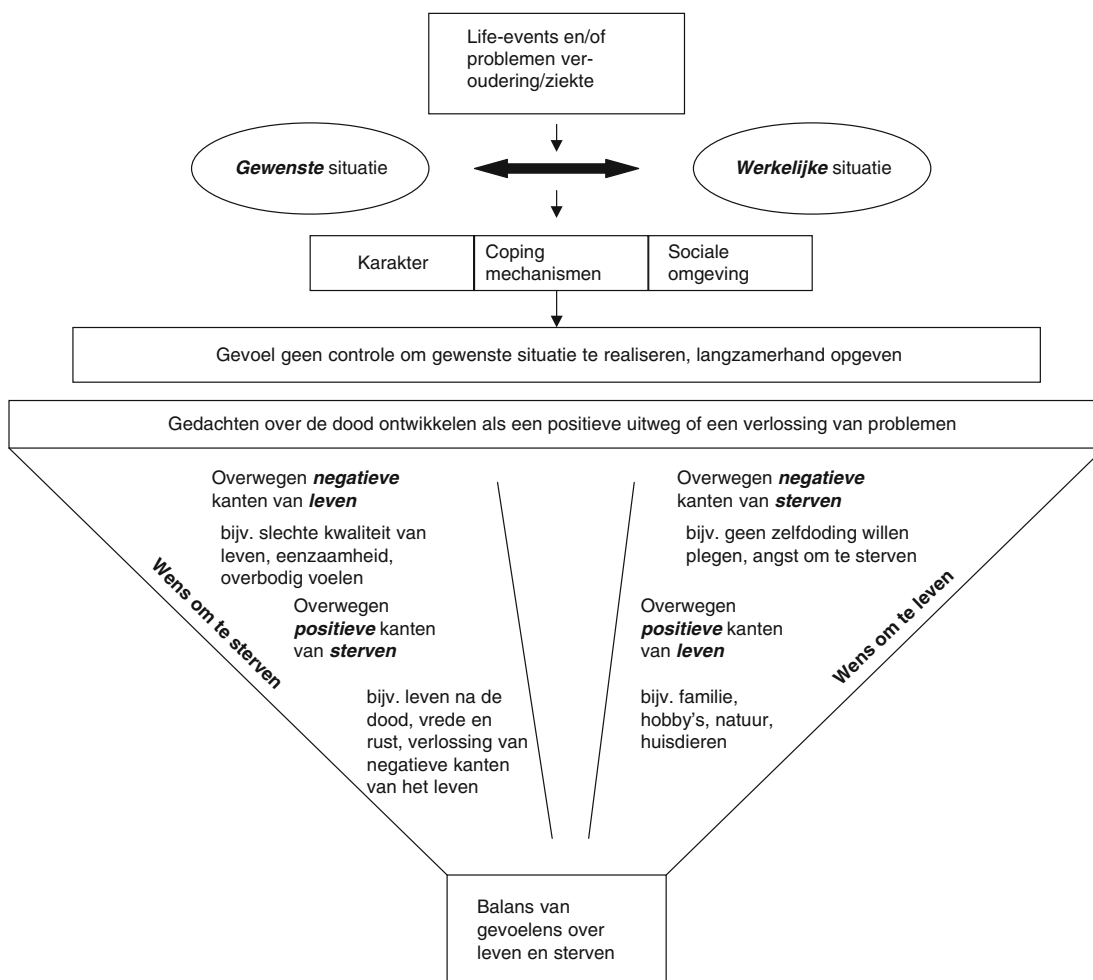 Life-events en/of
problemen ver-
oudering/ziekte
Gewenste situatie
Werkelijke situatie
Karakter
Coping
mechanismen
Sociale
omgeving
Gevoel geen controle om gewenste situatie te realiseren, langzamerhand opgeven
Gedachten over de dood ontwikkelen als een positieve uitweg of een verlossing van problemen
Overwegen negatieve
kanten van leven
bijv. slechte kwaliteit van
leven, eenzaamheid,
overbodig voelen
Overwegen
positieve kanten
van sterven
bijv. leven na de
dood, vrede en
rust, verlossing van
negatieve kanten
van het leven
Wens om te sterven
Overwegen negatieve
kanten van sterven
bijv. geen zelfdoding willen
plegen, angst om te sterven
Overwegen
positieve kanten
van leven
bijv. familie,
hobby's, natuur,
huisdieren
Wens om te leven
Balans van
gevoelens over
leven en sterven